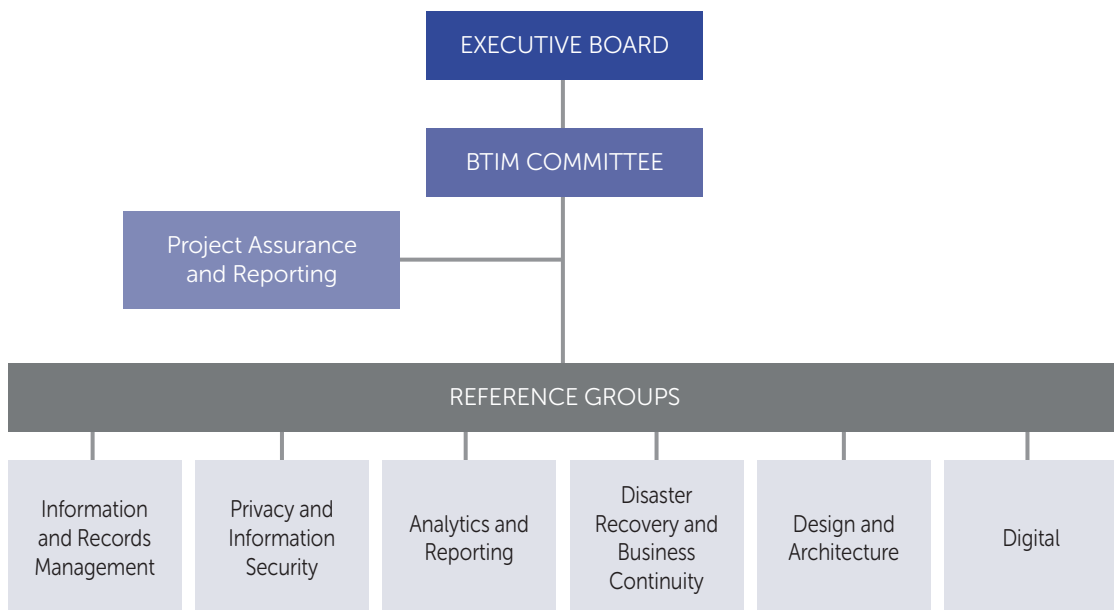 EXECUTIVE BOARD
BTIM COMMITTEE
Project Assurance
and Reporting
REFERENCE GROUPS
Information
and Records
Management
Privacy and
Information
Security
Analytics and
Reporting
Disaster
Recovery and
Business
Continuity
Design and
Architecture
Digital